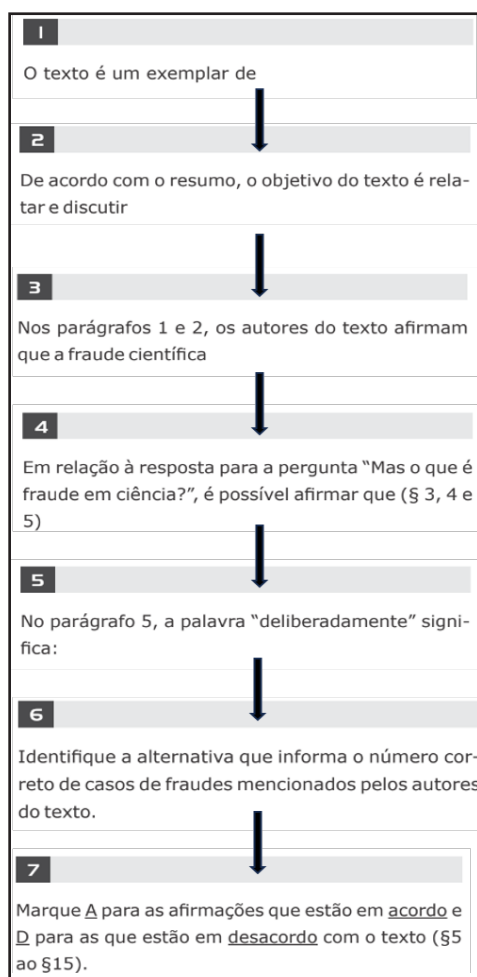 1
O texto é um exemplar de
2
De acordo com o resumo, o objetivo do texto é rela-
tar e discutir
3
Nos parágrafos 1 e 2, os autores do texto afirmam
que a fraude científica
4
Em relação à resposta para a pergunta “Mas o que é
fraude em ciência?”, é possível afirmar que (§ 3, 4 e
5)
5
No parágrafo 5, a palavra “deliberadamente” signi-
fica:
6
Identifique a alternativa que informa o número cor-
reto de casos de fraudes mencionados pelos autores
do texto.
7
Marque A para as afirmações que estão em acordo e
D para as que estão em desacordo com o texto (§5
ao §15).